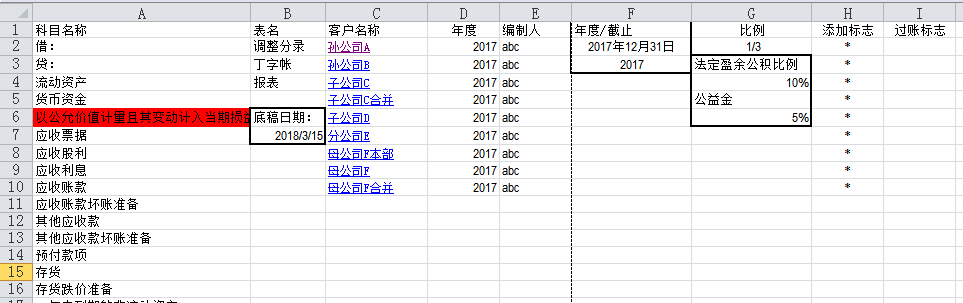 A B C D E F G H I
1 科目名称 表名 客户名称 年度 编制人 年度/截止 比例 添加标志 过账标志
2 借： 调整分录 孙公司A 2017 abc 2017年12月31日 1/3 *
3 贷： 丁字帐 孙公司B 2017 abc 2017 法定盈余公积比例 *
4 流动资产 报表 子公司C 2017 abc 10% *
5 货币资金 子公司C合并 2017 abc 公益金 *
6 以公允价值计量且其变动计入当期损益 底稿日期： 子公司D 2017 abc 5% *
7 应收票据 2018/3/15 分公司E 2017 abc *
8 应收股利 母公司F本部 2017 abc *
9 应收利息 母公司F 2017 abc *
10 应收账款 母公司F合并 2017 abc *
11 应收账款坏账准备
12 其他应收款
13 其他应收款坏账准备
14 预付款项
15 存货
16 存货跌价准备